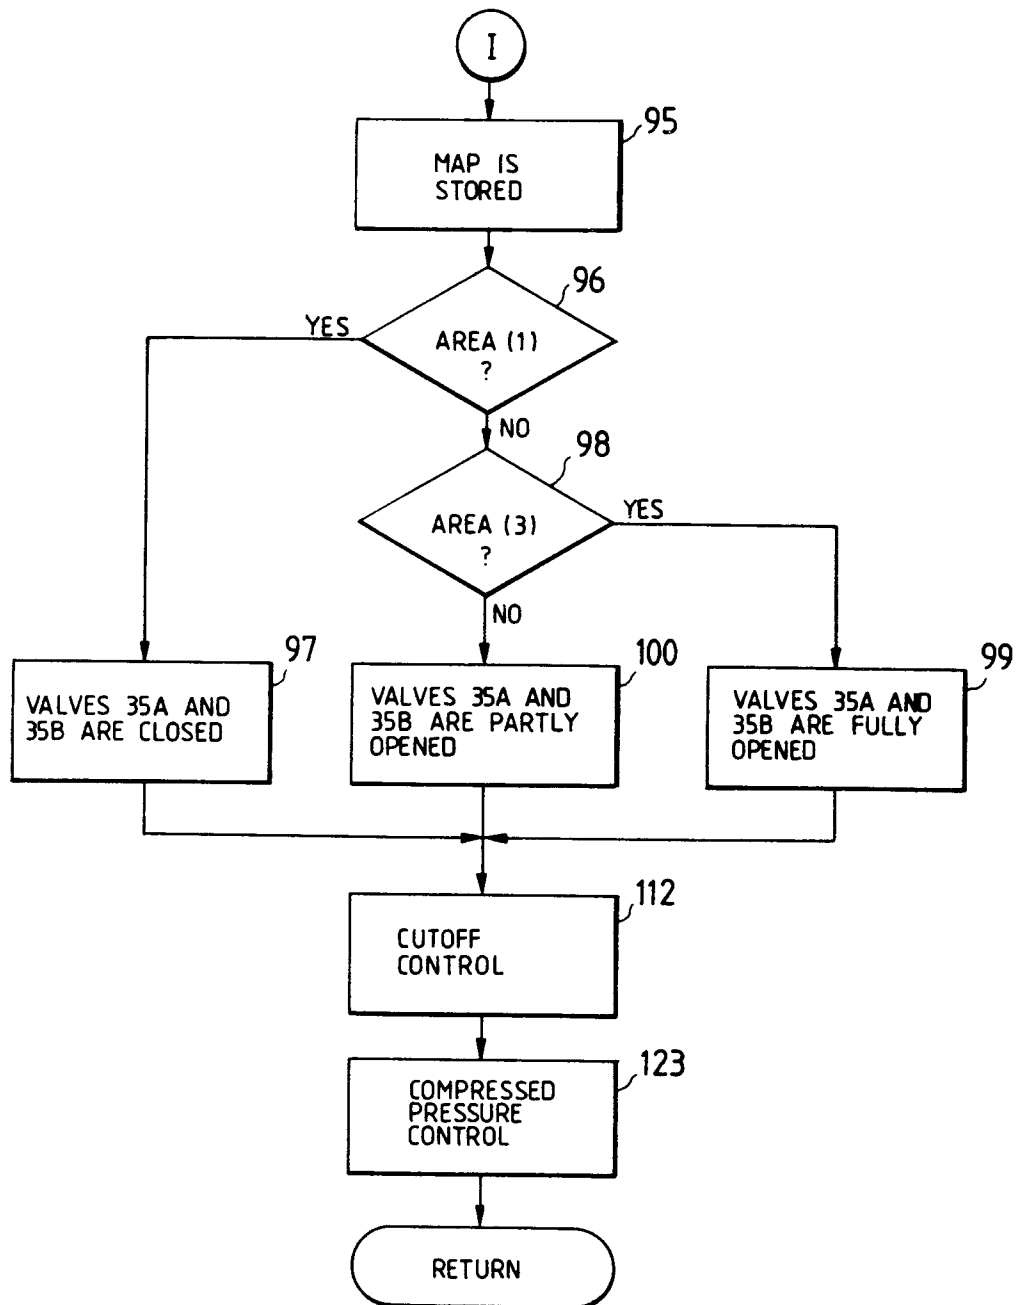 I
95
MAP IS
STORED
96
YES
AREA (1)
?
NO
98
YES
AREA (3)
?
NO
97
VALVES 35A AND
35B ARE CLOSED
100
VALVES 35A AND
35B ARE PARTLY
OPENED
99
VALVES 35A AND
35B ARE FULLY
OPENED
112
CUTOFF
CONTROL
123
COMPRESSED
PRESSURE
CONTROL
RETURN